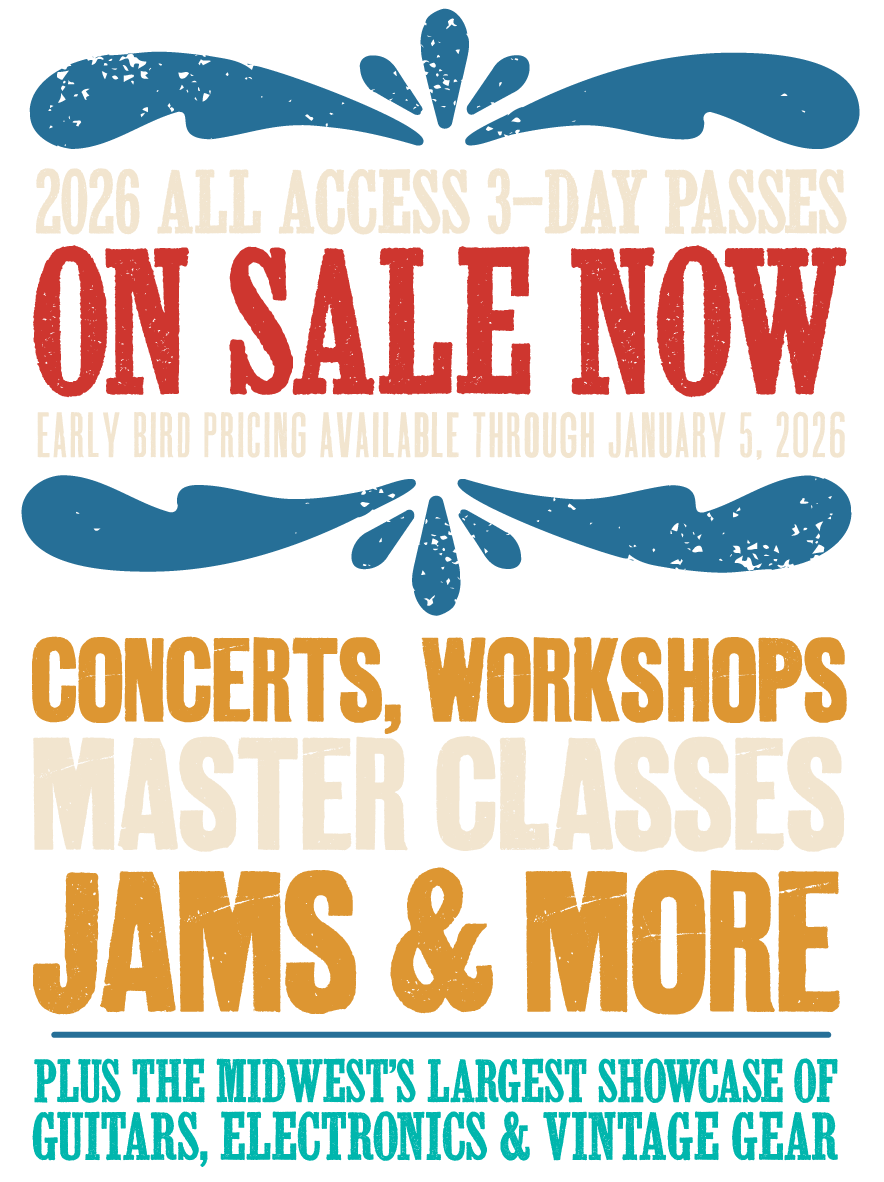 2026 ALL ACCESS 3-DAY PASSES
ON SALE NOW
EARLY BIRD PRICING AVAILABLE THROUGH JANUARY 5, 2026
CONCERTS, WORKSHOPS
MASTER CLASSES
JAMS & MORE
PLUS THE MIDWEST'S LARGEST SHOWCASE OF
GUITARS, ELECTRONICS & VINTAGE GEAR